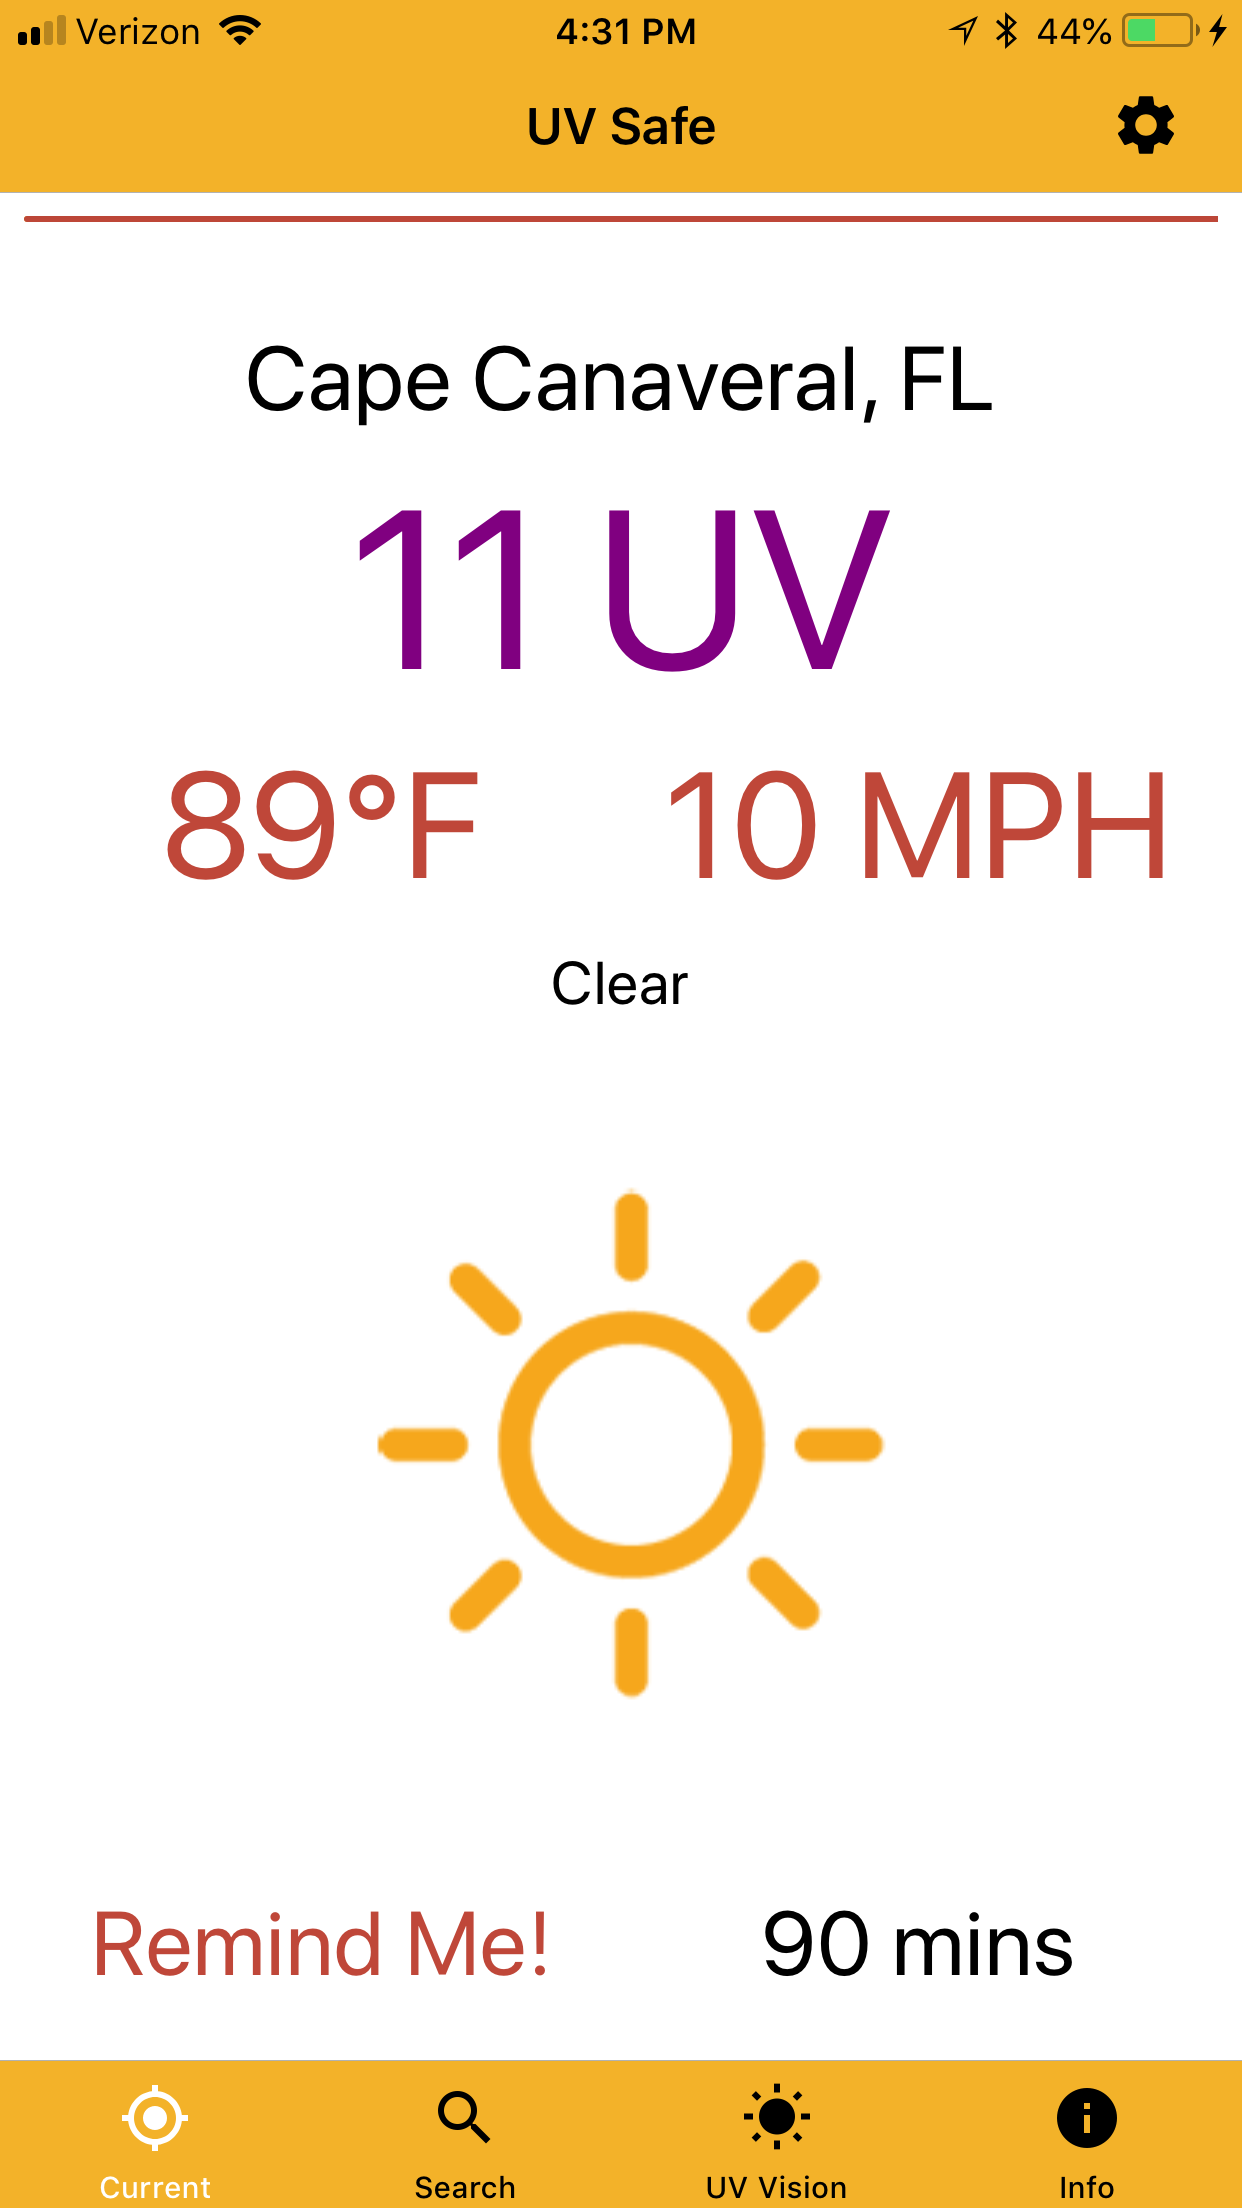 Verizon 4:31 PM 44%
UV Safe
Cape Canaveral, FL
11 UV
89°F 10 MPH
Clear
Remind Me! 90 mins
Current Search UV Vision Info